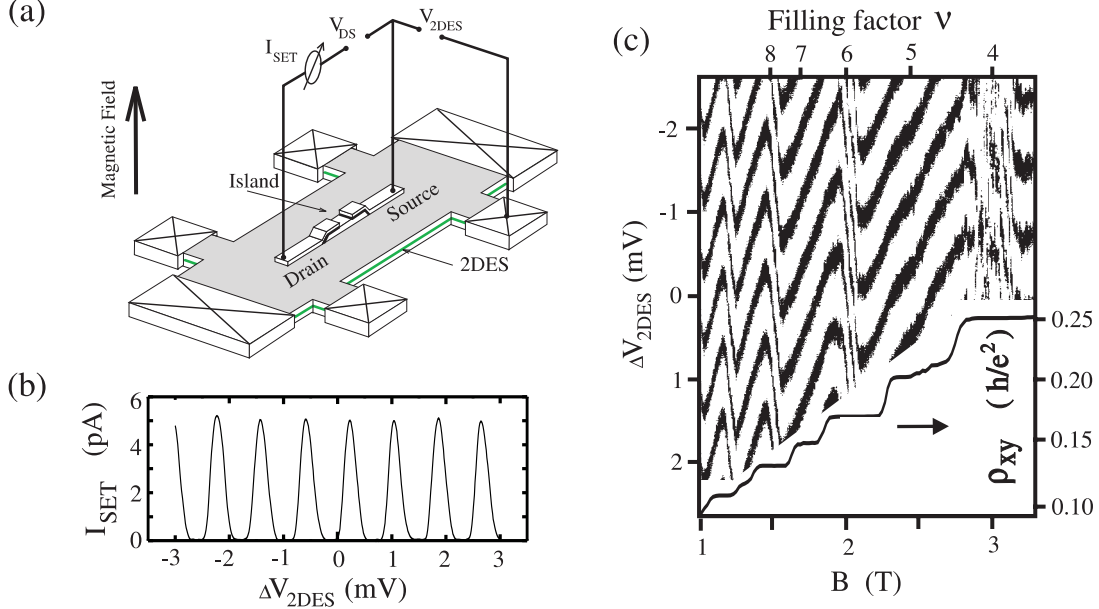 (a)
V_DS
V_2DES
I_SET
Magnetic Field
Island
Source
Drain
2DES
(b)
I_SET (pA)
6
4
2
0
-3 -2 -1 0 1 2 3
ΔV_2DES (mV)
(c)
Filling factor ν
8 7 6 5 4
ΔV_2DES (mV)
-2
-1
0
1
2
0.25
0.20
0.15
0.10
ρ_xy (h/e²)
1 2 3
B (T)